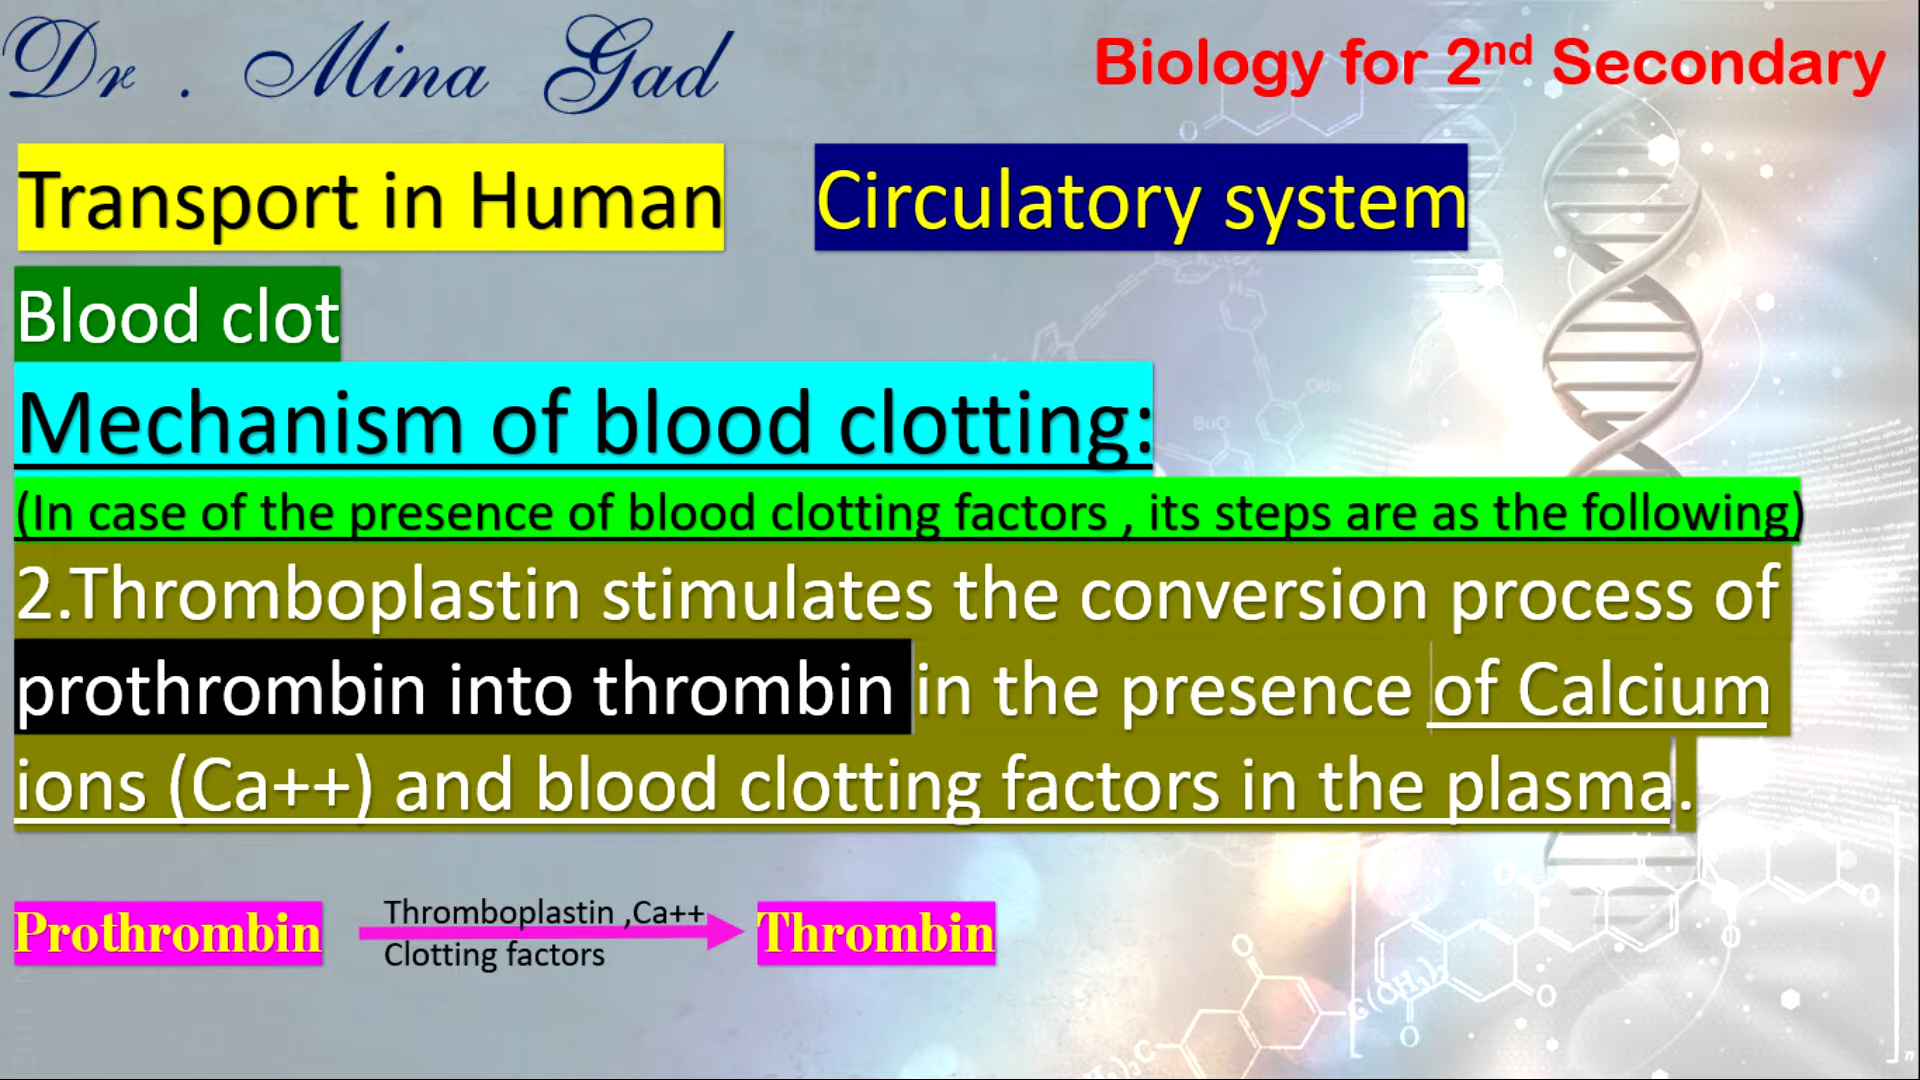 Dr . Mina Gad
Biology for 2nd Secondary
Transport in Human
Circulatory system
Blood clot
Mechanism of blood clotting:
(In case of the presence of blood clotting factors , its steps are as the following)
2.Thromboplastin stimulates the conversion process of
prothrombin into thrombin in the presence of Calcium
ions (Ca++) and blood clotting factors in the plasma.
Prothrombin
Thromboplastin ,Ca++
Clotting factors
Thrombin